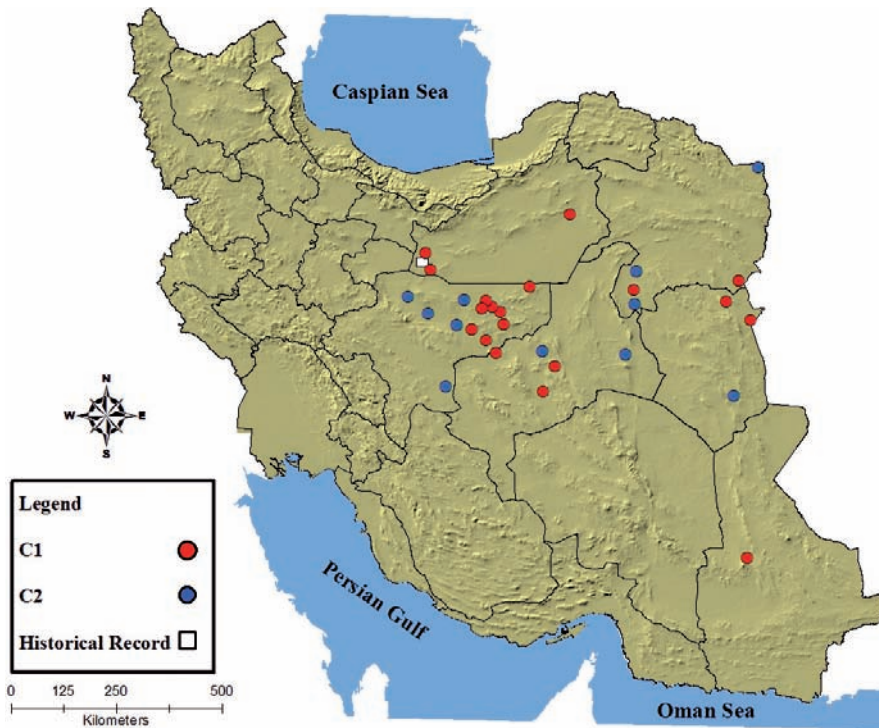 Caspian Sea
N
W E
S
Legend
C1
C2
Historical Record
Persian Gulf
Oman Sea
0 125 250 500
Kilometers